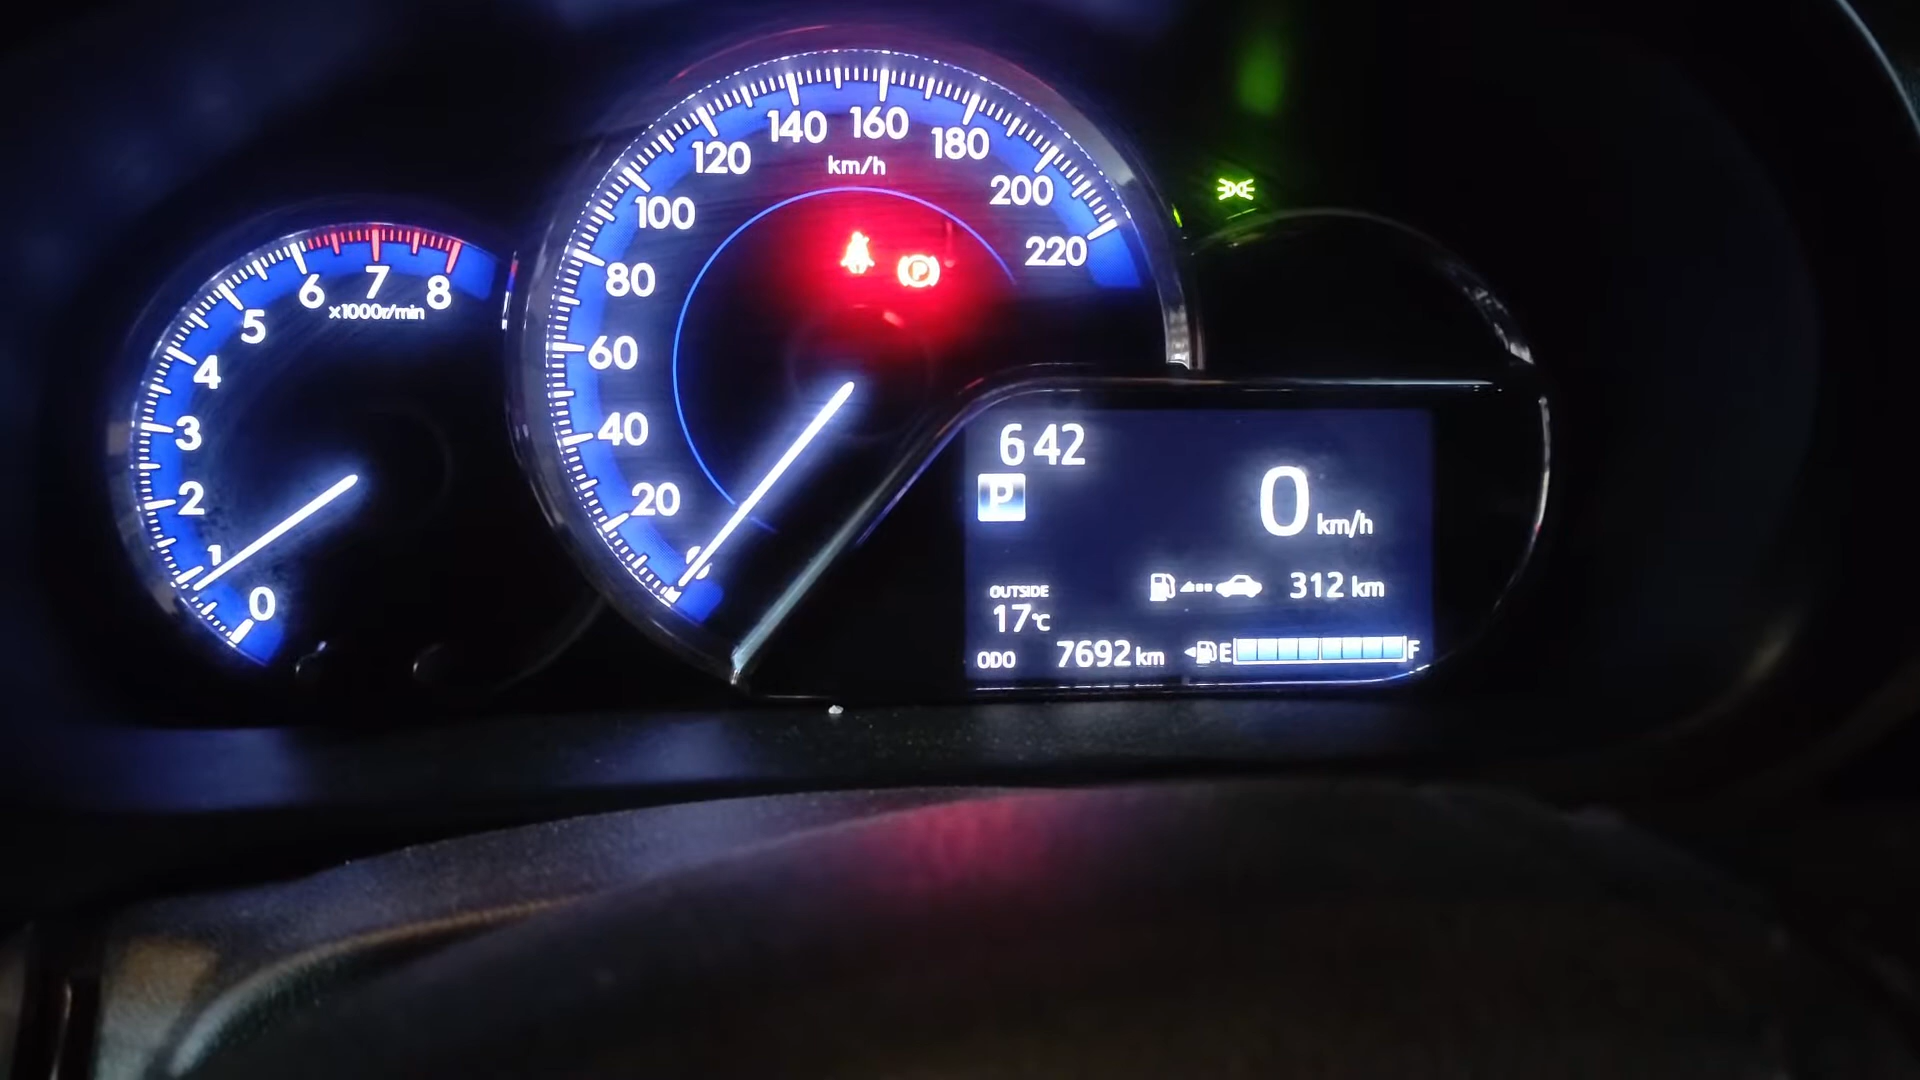 0
1
2
3
4
5
6
7
8
x1000r/min
20
40
60
80
100
120
140
160
180
200
220
km/h
P
6 42
P
0 km/h
312 km
OUTSIDE
17℃
ODO 7692 km
E F